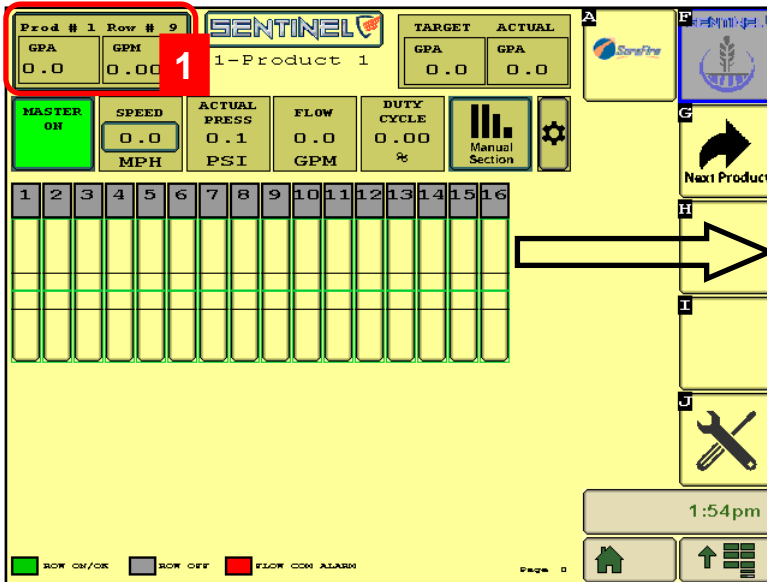 Prod # 1 Row # 9
GPA GPM
0.0 0.00
1
SENTINEL
1-Product 1
TARGET ACTUAL
GPA GPA
0.0 0.0
A
SureFire
F
SENTINEL
MASTER ON
SPEED
0.0
MPH
ACTUAL PRESS
0.1
PSI
FLOW
0.0
GPM
DUTY CYCLE
0.00
%
Manual Section
G
Next Product
1 2 3 4 5 6 7 8 9 10 11 12 13 14 15 16
H
I
J
1:54pm
ROW ON/OK ROW OFF FLOW COM ALARM
Page 0